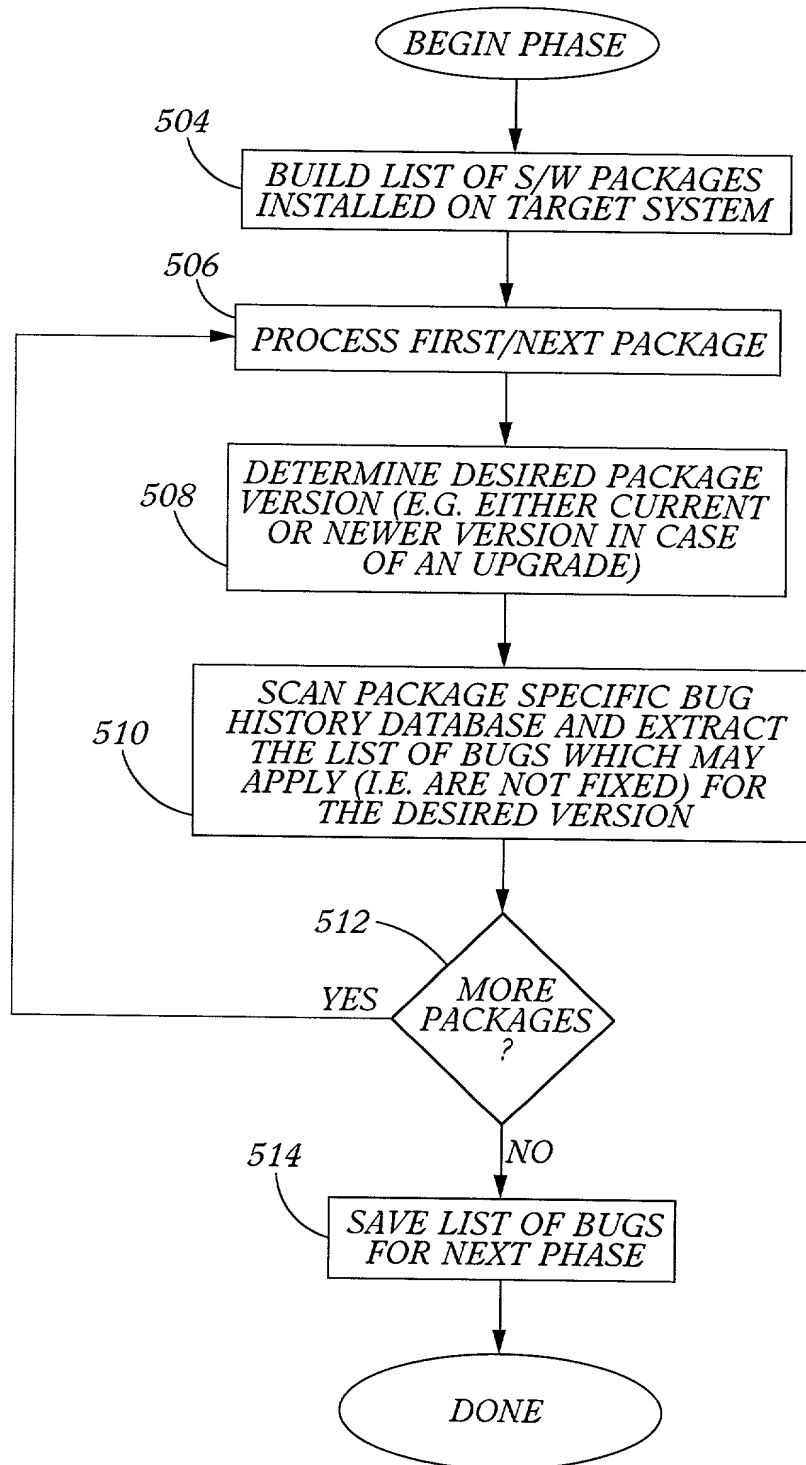 BEGIN PHASE
504
BUILD LIST OF S/W PACKAGES
INSTALLED ON TARGET SYSTEM
506
PROCESS FIRST/NEXT PACKAGE
508
DETERMINE DESIRED PACKAGE
VERSION (E.G. EITHER CURRENT
OR NEWER VERSION IN CASE
OF AN UPGRADE)
510
SCAN PACKAGE SPECIFIC BUG
HISTORY DATABASE AND EXTRACT
THE LIST OF BUGS WHICH MAY
APPLY (I.E. ARE NOT FIXED) FOR
THE DESIRED VERSION
512
YES
MORE
PACKAGES
?
NO
514
SAVE LIST OF BUGS
FOR NEXT PHASE
DONE